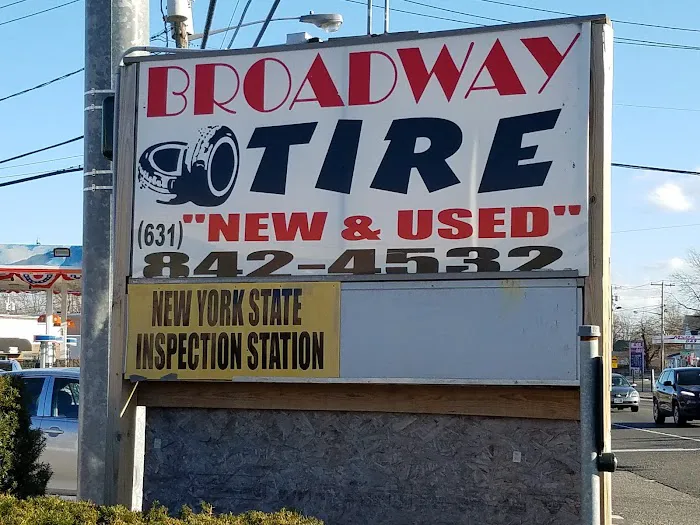 BROADWAY
TIRE
(631) "NEW & USED"
842-4532
NEW YORK STATE
INSPECTION STATION